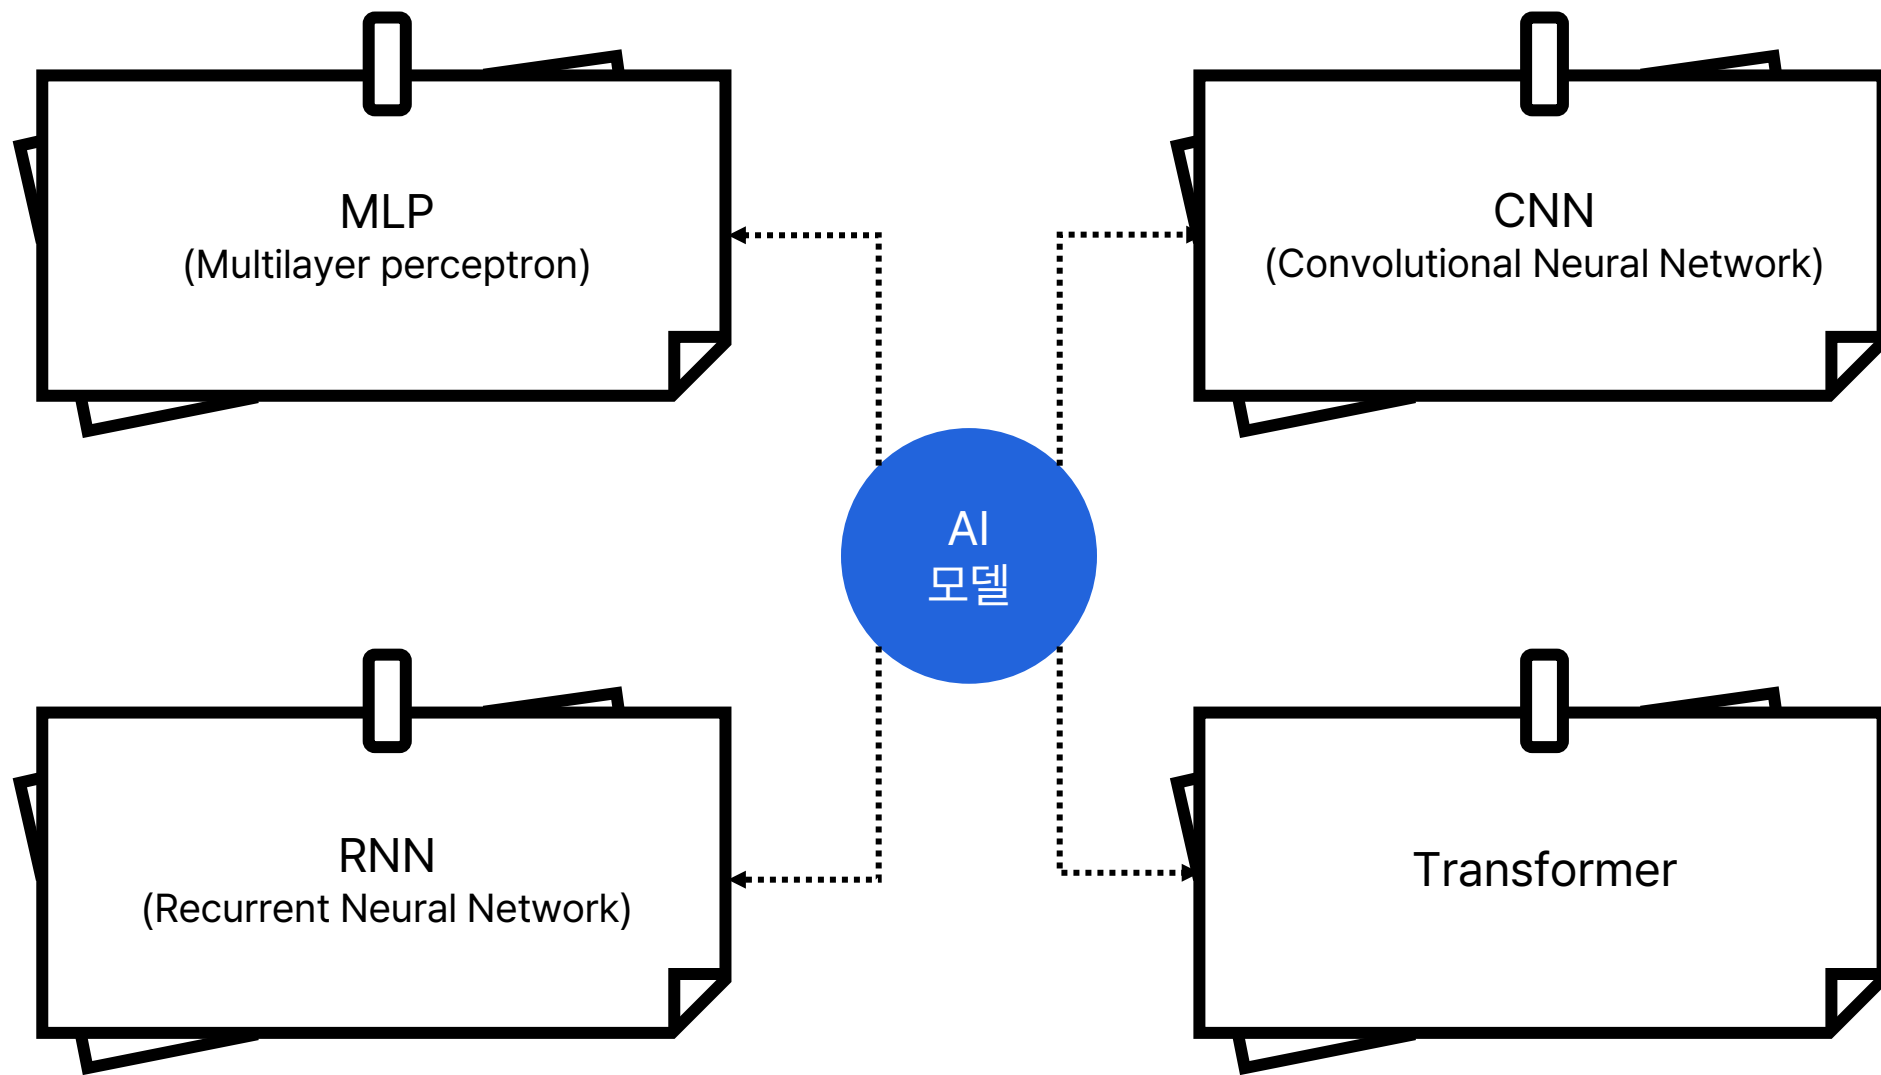 MLP
(Multilayer perceptron)
CNN
(Convolutional Neural Network)
AI
모델
RNN
(Recurrent Neural Network)
Transformer